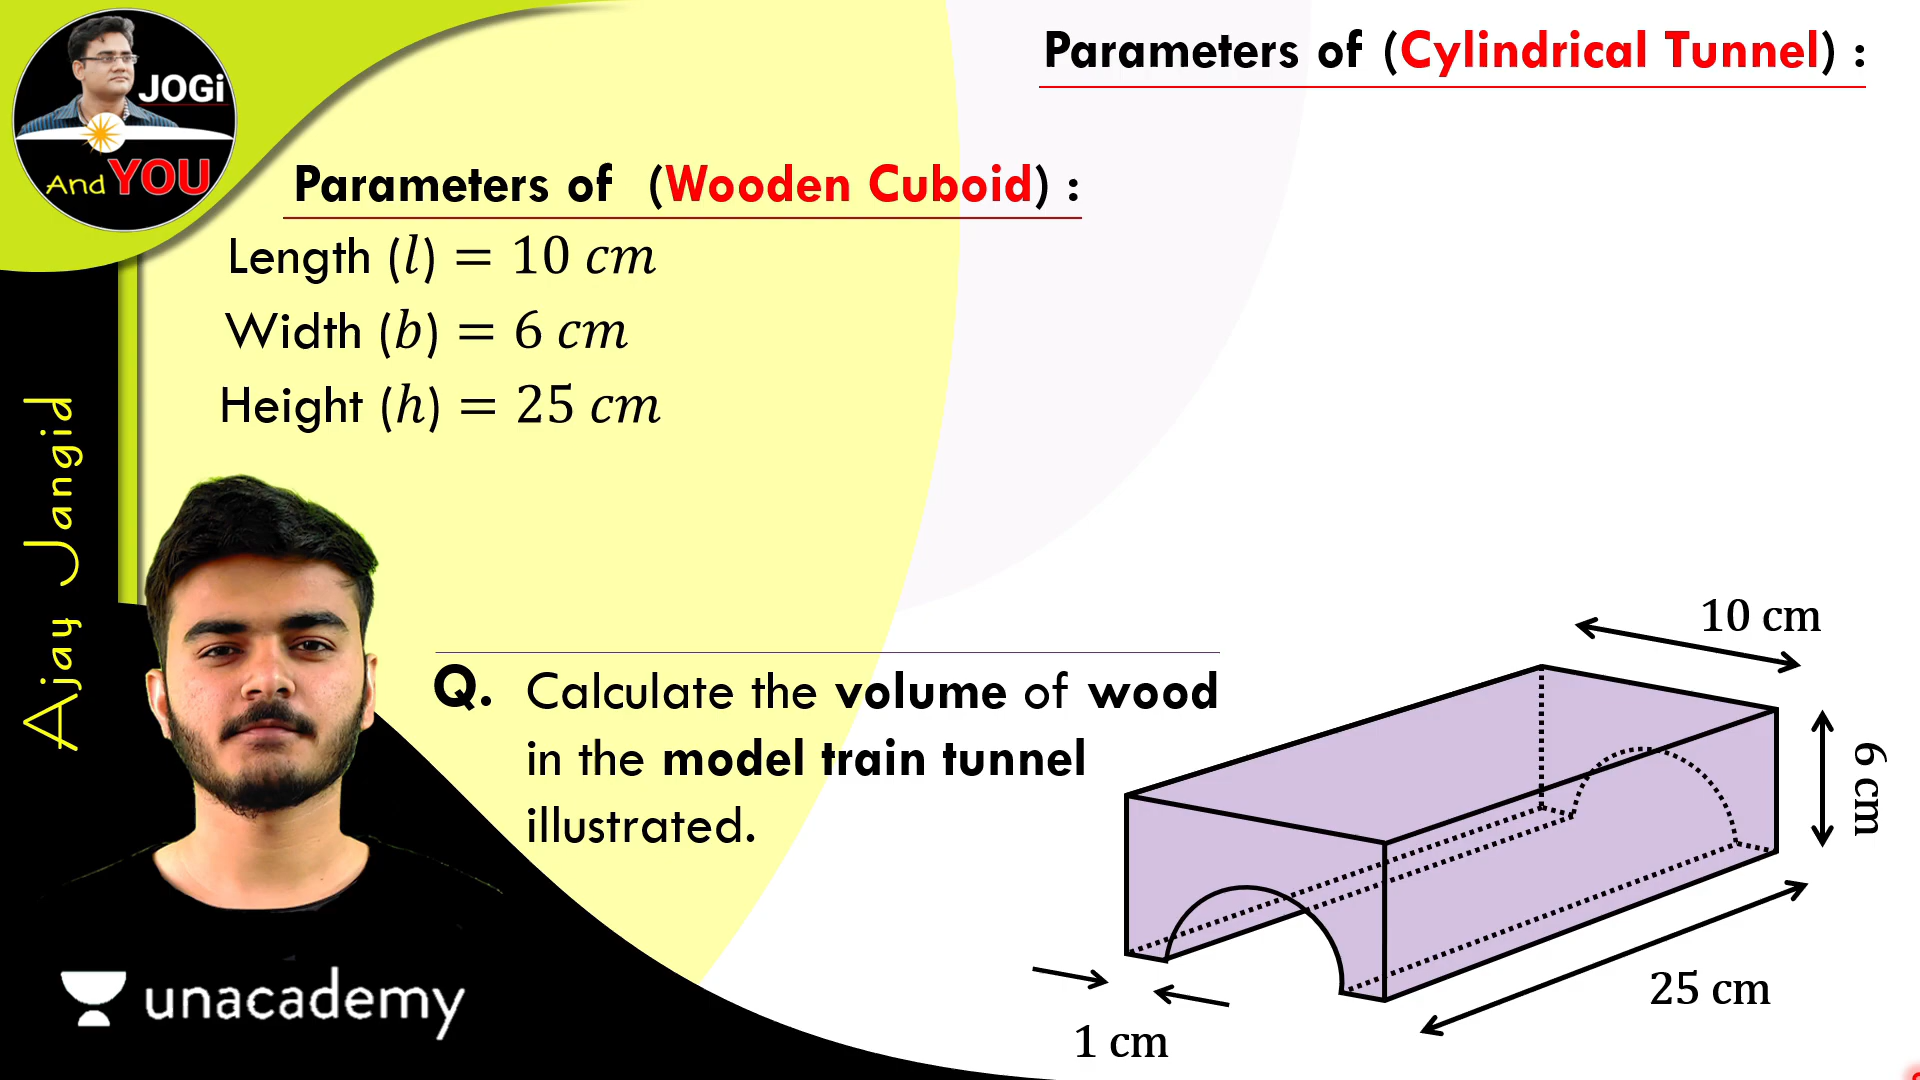 JOGi
And YOU
Ajay Jangid
Parameters of (Cylindrical Tunnel) :
Parameters of (Wooden Cuboid) :
Length (l) = 10 cm
Width (b) = 6 cm
Height (h) = 25 cm
Q. Calculate the volume of wood
in the model train tunnel
illustrated.
10 cm
6 cm
25 cm
1 cm
unacademy